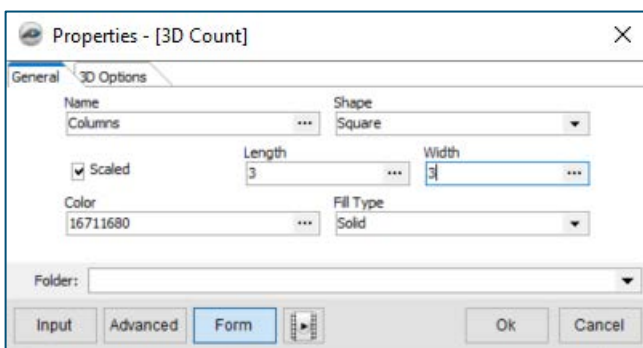 Properties - [3D Count]
General 3D Options
Name Shape
Columns ... Square
Scaled Length Width
3 ... 3 ...
Color Fill Type
16711680 ... Solid
Folder:
Input Advanced Form Ok Cancel